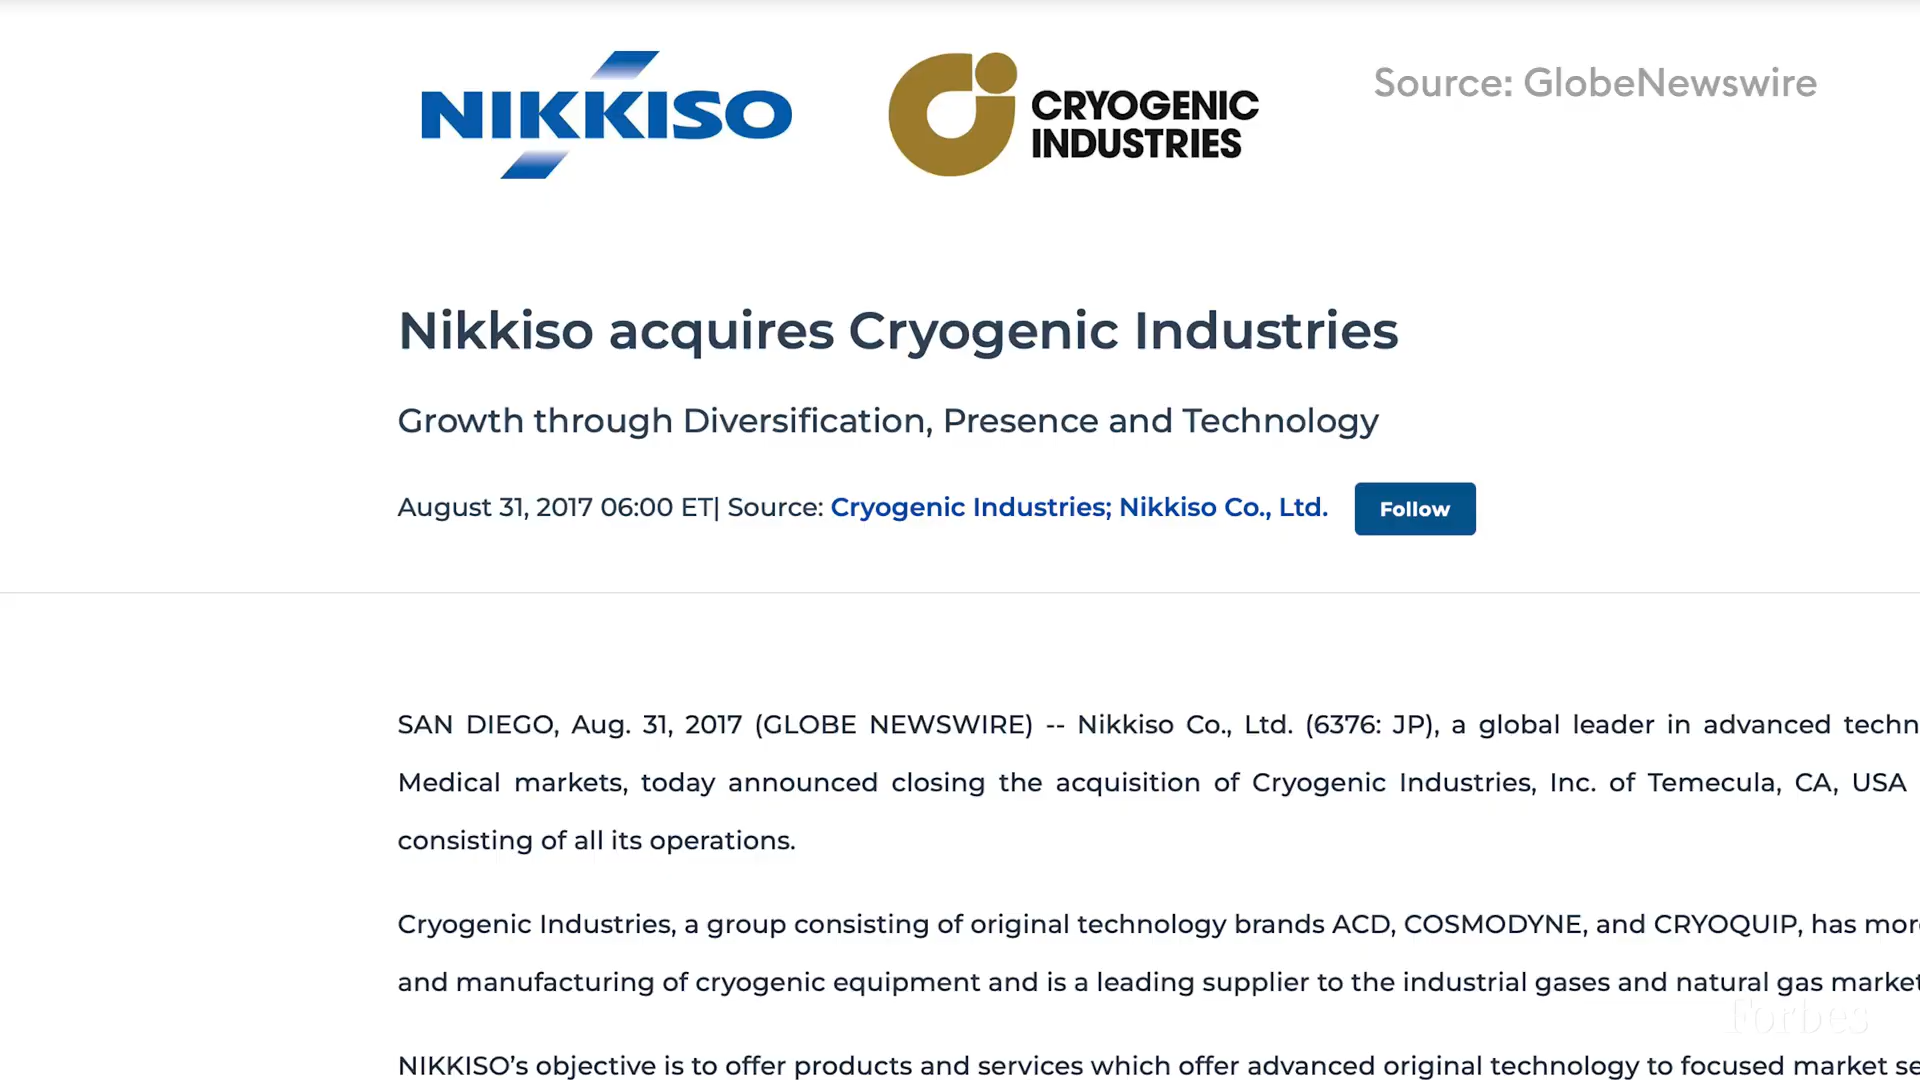 NIKKISO
CRYOGENIC
INDUSTRIES
Source: GlobeNewswire
Nikkiso acquires Cryogenic Industries
Growth through Diversification, Presence and Technology
August 31, 2017 06:00 ET| Source: Cryogenic Industries; Nikkiso Co., Ltd.
Follow
SAN DIEGO, Aug. 31, 2017 (GLOBE NEWSWIRE) -- Nikkiso Co., Ltd. (6376: JP), a global leader in advanced techn
Medical markets, today announced closing the acquisition of Cryogenic Industries, Inc. of Temecula, CA, USA
consisting of all its operations.
Cryogenic Industries, a group consisting of original technology brands ACD, COSMODYNE, and CRYOQUIP, has mor
and manufacturing of cryogenic equipment and is a leading supplier to the industrial gases and natural gas market
Forbes
NIKKISO’s objective is to offer products and services which offer advanced original technology to focused market se